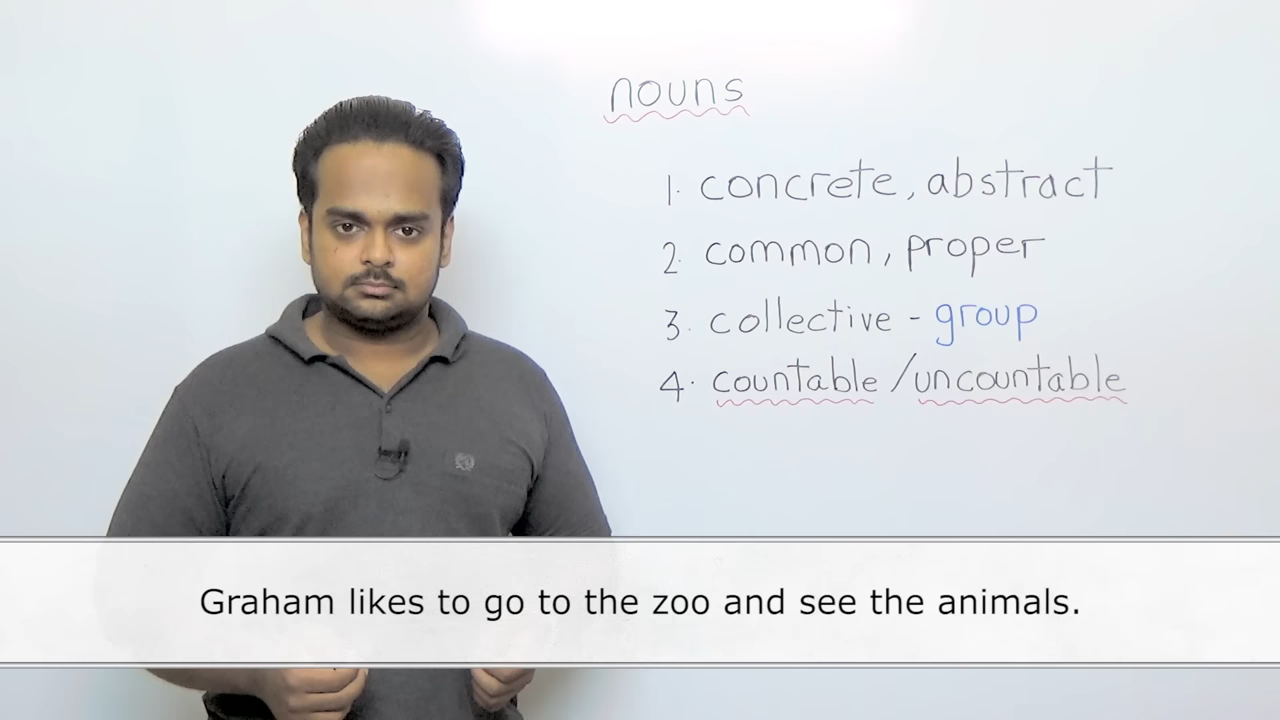 nouns
1. concrete, abstract
2. common, proper
3. collective - group
4. countable / uncountable
Graham likes to go to the zoo and see the animals.